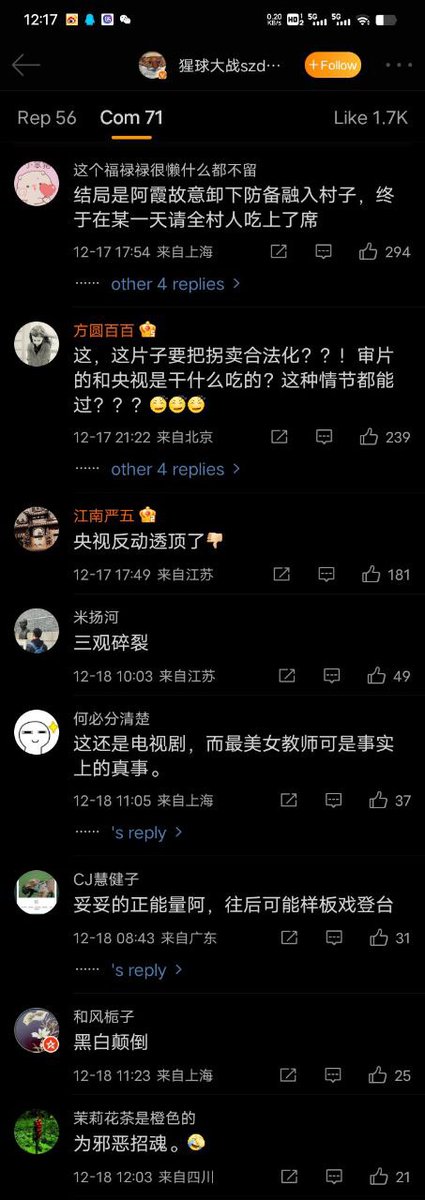 12:17
0.20 KB/s HD 1 2 5G 5G
猩球大战szd…
+Follow
Rep 56
Com 71
Like 1.7K
这个福禄禄很懒什么都不留
结局是阿霞故意卸下防备融入村子，终
于在某一天请全村人吃上了席
12-17 17:54 来自上海
294
…… other 4 replies
方圆百百
这，这片子要把拐卖合法化？？！审片
的和央视是干什么吃的？这种情节都能
过？？？
12-17 21:22 来自北京
239
…… other 4 replies
江南严五
央视反动透顶了
12-17 17:49 来自江苏
181
米扬河
三观碎裂
12-18 10:03 来自江苏
49
何必分清楚
这还是电视剧，而最美女教师可是事实
上的真事。
12-18 11:05 来自上海
37
…… 's reply
CJ慧健子
妥妥的正能量阿，往后可能样板戏登台
12-18 08:43 来自广东
31
…… 's reply
和风栀子
黑白颠倒
12-18 11:23 来自上海
25
茉莉花茶是橙色的
为邪恶招魂。
12-18 12:03 来自四川
21